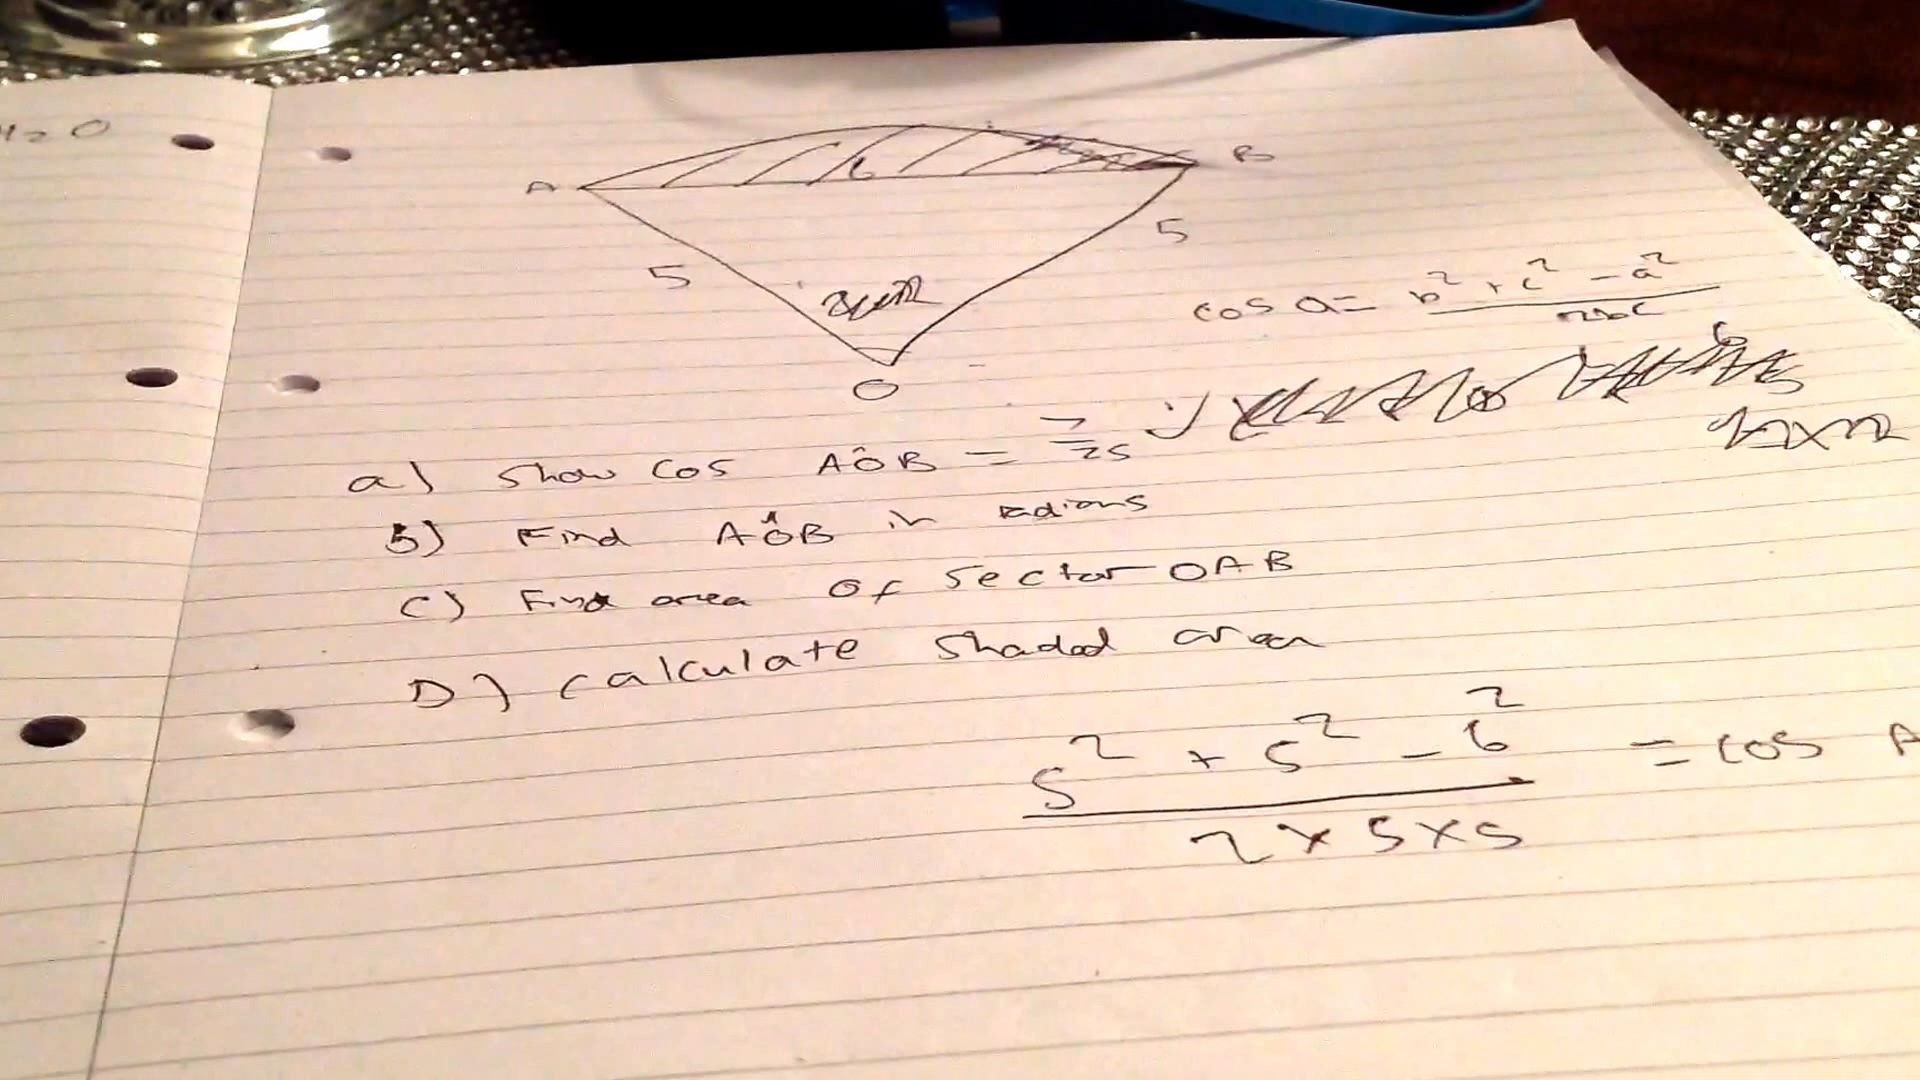 H20
A
B
6
5
5
O
cos a = b² + c² - a² / 2bc
a) Show cos AÔB = 7/25
B) Find AÔB in radians
C) Find area of sector OAB
D) calculate shaded area
5² + 5² - 6² / 2×5×5 = cos A